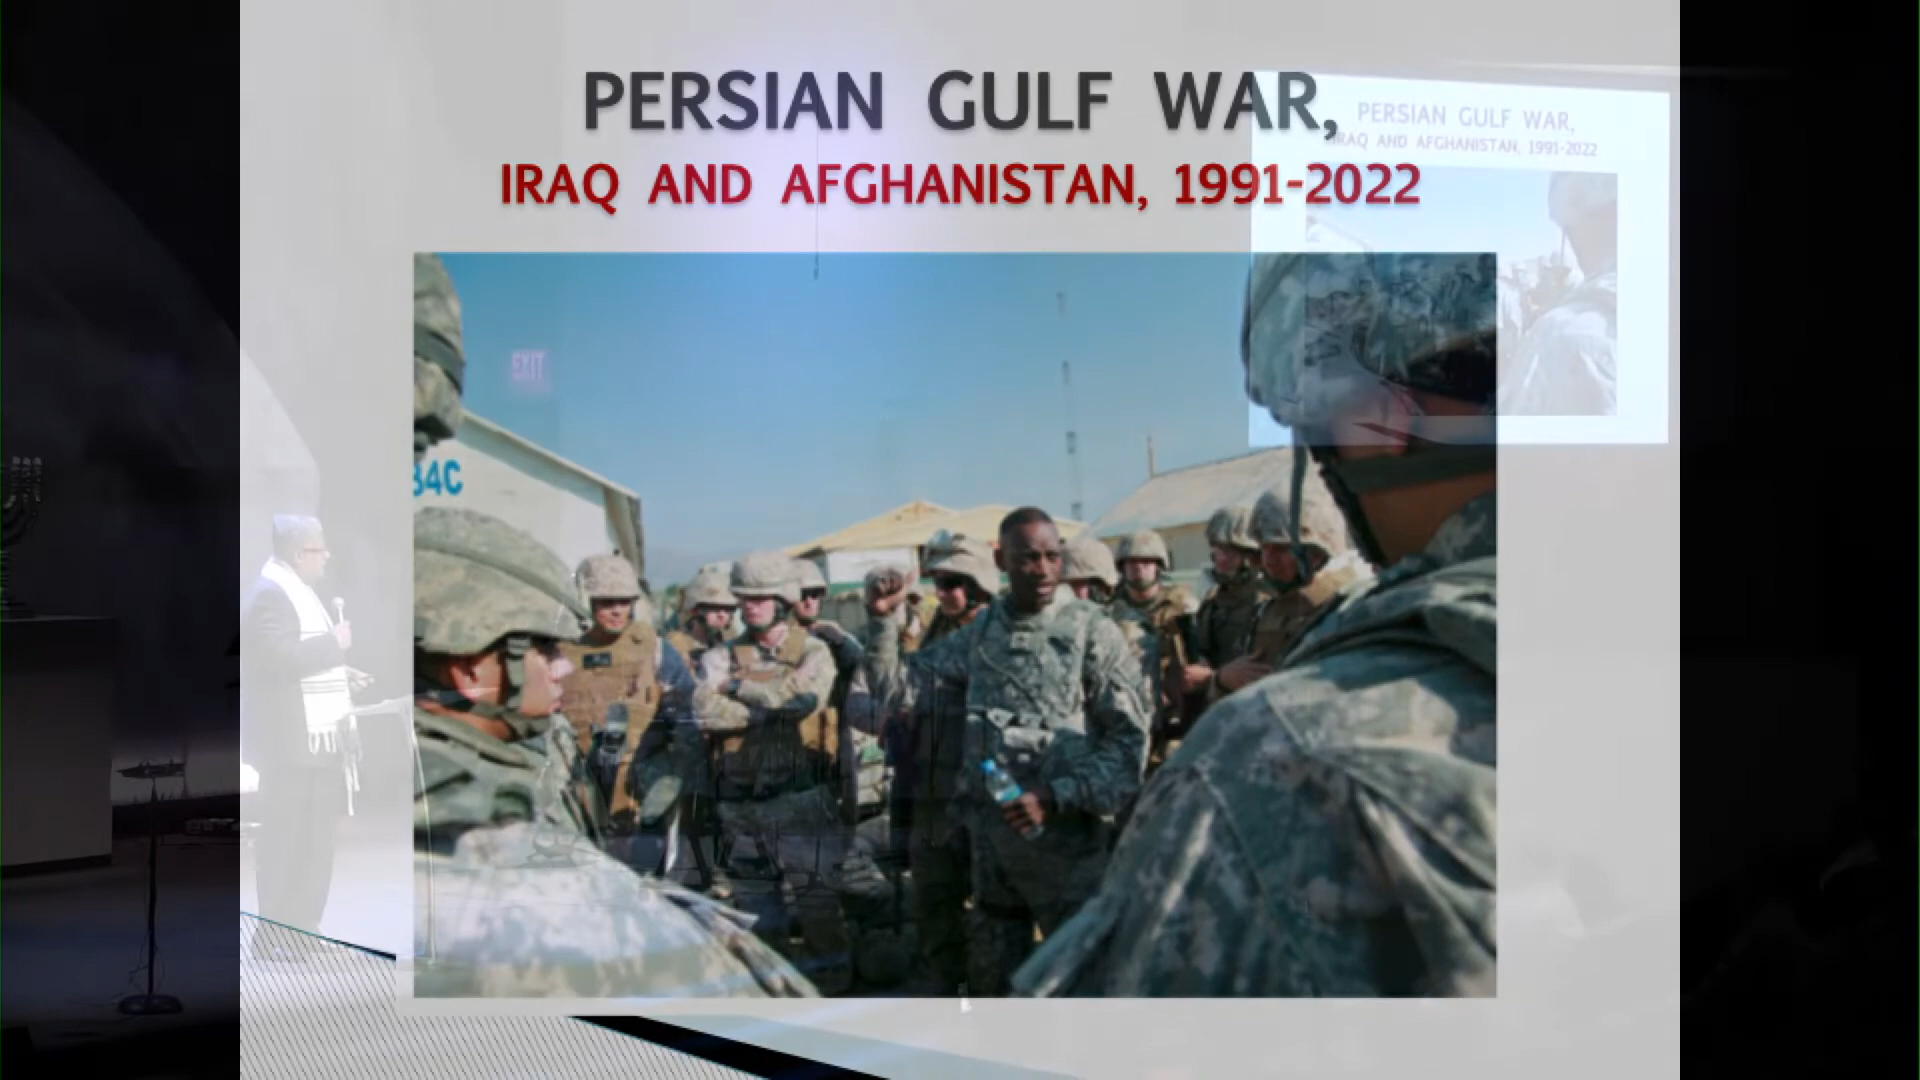 PERSIAN GULF WAR,
IRAQ AND AFGHANISTAN, 1991-2022
PERSIAN GULF WAR,
IRAQ AND AFGHANISTAN, 1991-2022
EXIT
34C